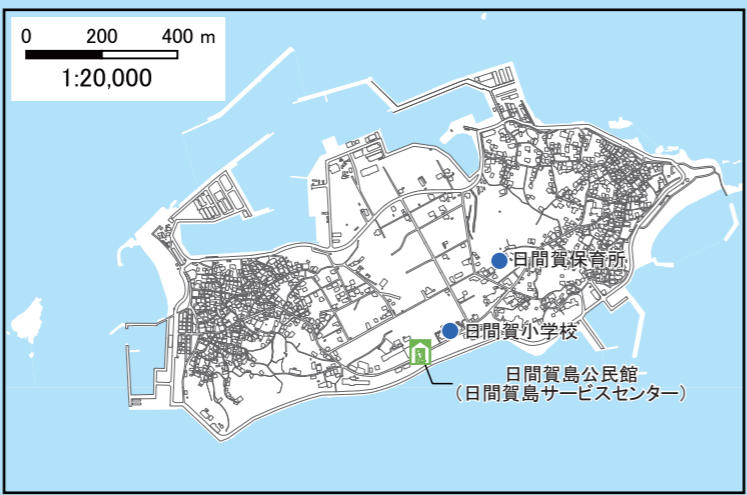 0 200 400 m
1:20,000
日間賀保育所
日間賀小学校
日間賀島公民館
(日間賀島サービスセンター)